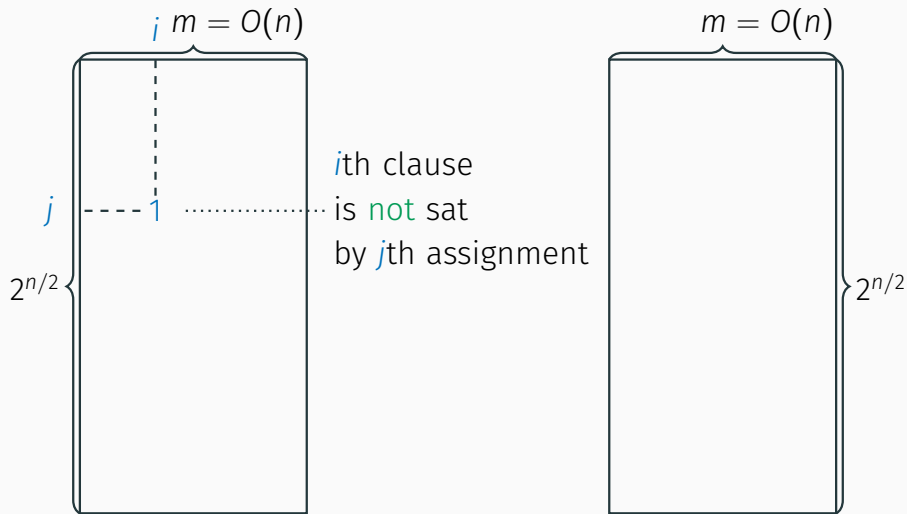 i m = O(n)
m = O(n)
ith clause
j 1 is not sat
by jth assignment
2^{n/2}
2^{n/2}